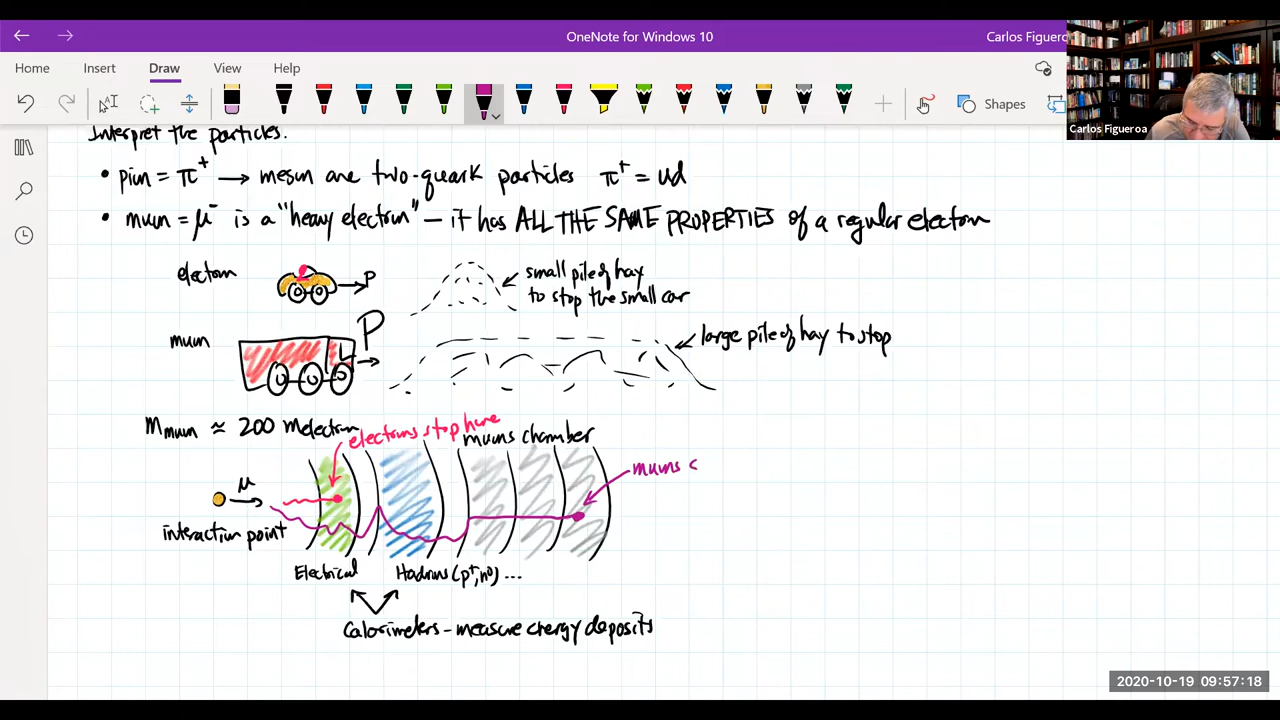 OneNote for Windows 10
Carlos Figuero
Home Insert Draw View Help
Shapes
Carlos Figueroa
Interpret the particles.
• pion = π⁺ → meson are two-quark particles π⁺ = ud
• muon = μ⁻ is a "heavy electron" – it has ALL THE SAME PROPERTIES of a regular electron
electron
P
small pile of hay
to stop the small car
muon
P
large pile of hay to stop
Mmuon ≈ 200 Melectron
electrons stop here
muons chamber
muons c
μ
interaction point
Electrical
Hadrons (p⁺, n⁰) ...
Calorimeters – measure energy deposits
2020-10-19 09:57:18